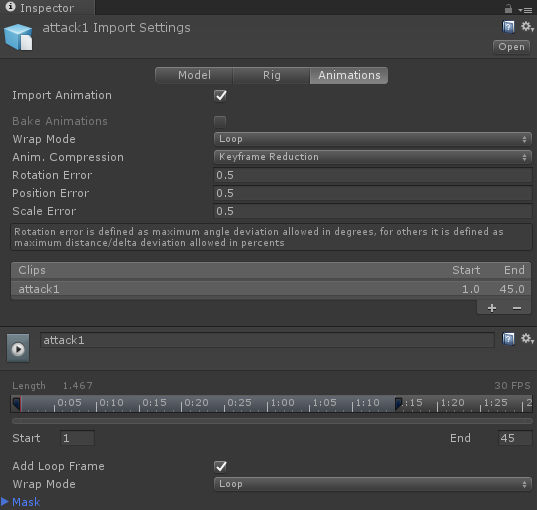 Inspector
attack1 Import Settings
Open
Model Rig Animations
Import Animation
Bake Animations
Wrap Mode Loop
Anim. Compression Keyframe Reduction
Rotation Error 0.5
Position Error 0.5
Scale Error 0.5
Rotation error is defined as maximum angle deviation allowed in degrees, for others it is defined as
maximum distance/delta deviation allowed in percents
Clips Start End
attack1 1.0 45.0
attack1
Length 1.467 30 FPS
0:05 0:10 0:15 0:20 0:25 1:00 1:05 1:10 :15 1:20 1:25 2
Start 1 End 45
Add Loop Frame
Wrap Mode Loop
Mask